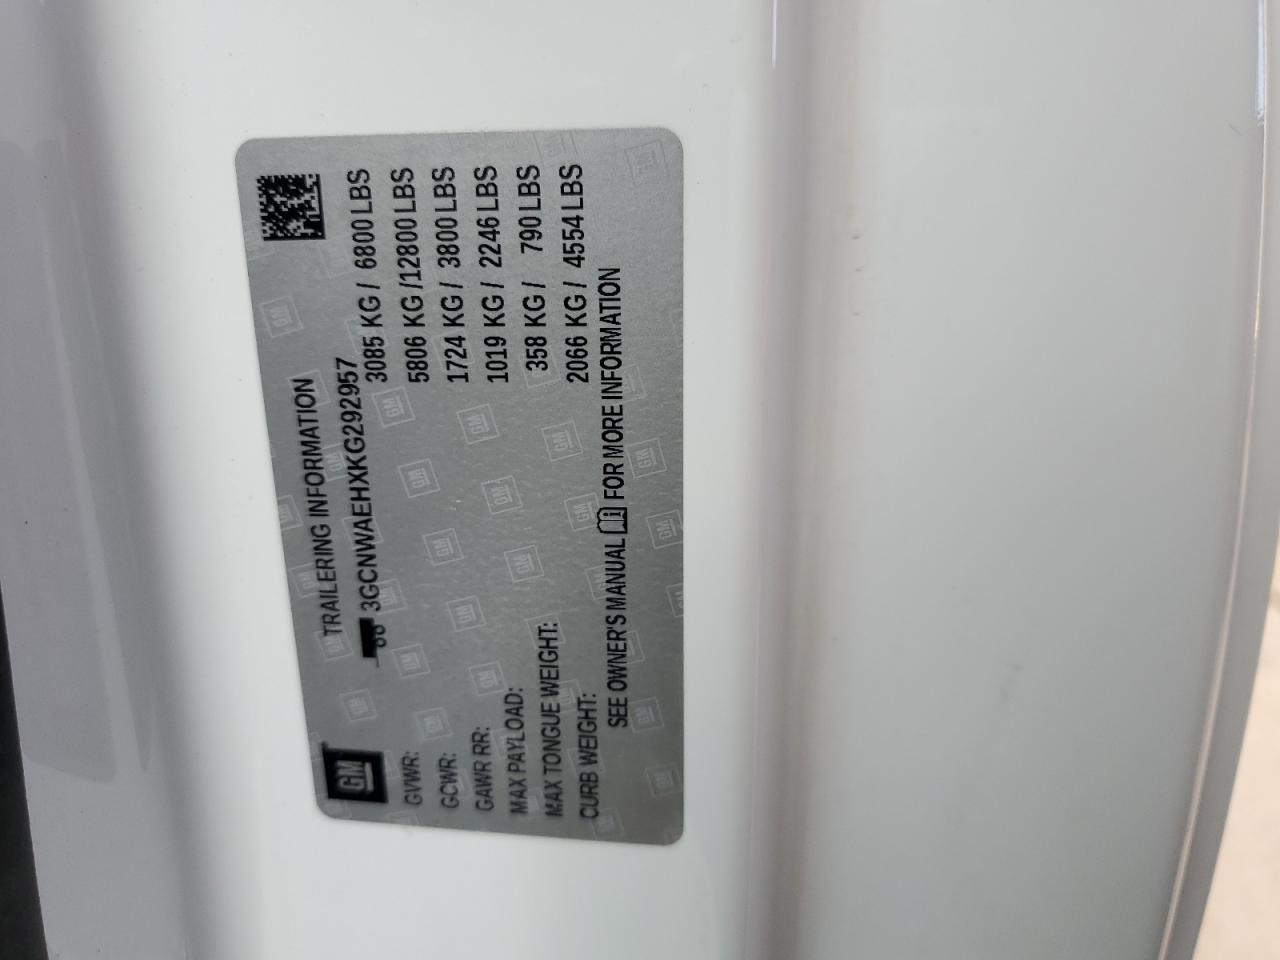 GM
TRAILERING INFORMATION
3GCNWAEHXKG292957
GVWR: 3085 KG / 6800 LBS
GCWR: 5806 KG /12800 LBS
GAWR RR: 1724 KG / 3800 LBS
MAX PAYLOAD: 1019 KG / 2246 LBS
MAX TONGUE WEIGHT: 358 KG / 790 LBS
CURB WEIGHT: 2066 KG / 4554 LBS
SEE OWNER'S MANUAL FOR MORE INFORMATION